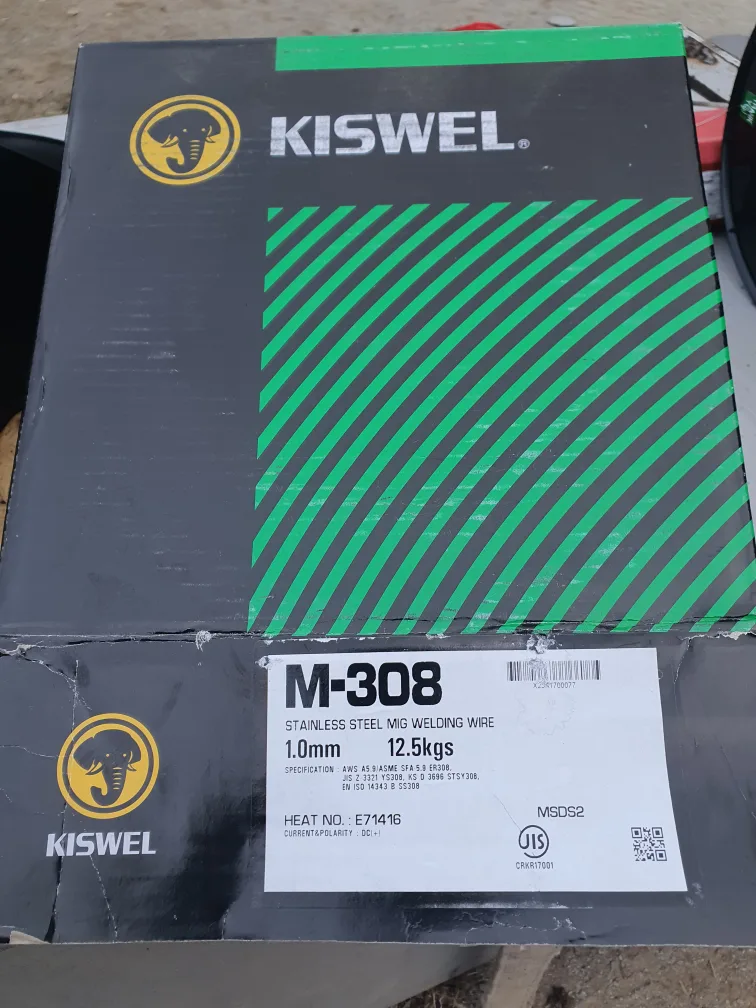 KISWEL®
M-308
X2341700077
STAINLESS STEEL MIG WELDING WIRE
1.0mm 12.5kgs
SPECIFICATION : AWS A5.9/ASME SFA 5.9 ER308,
JIS Z 3321 YS308, KS D 3696 STSY308,
EN ISO 14343 B SS308
HEAT NO. : E71416
CURRENT&POLARITY : DC(+)
MSDS2
JIS
CRKR17001
KISWEL